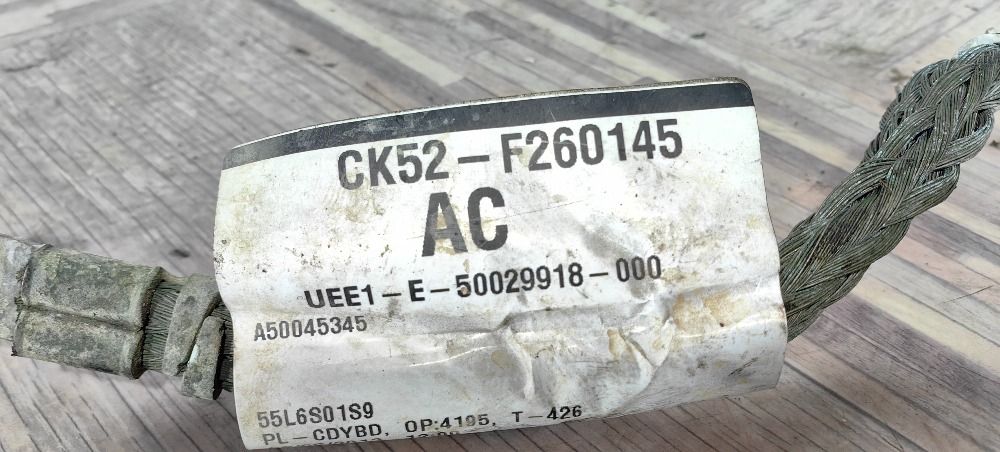 CK52-F260145
AC
UEE1-E-50029918-000
A50045345
55L6S01S9
PL-CDYBD, OP:4195, T-426